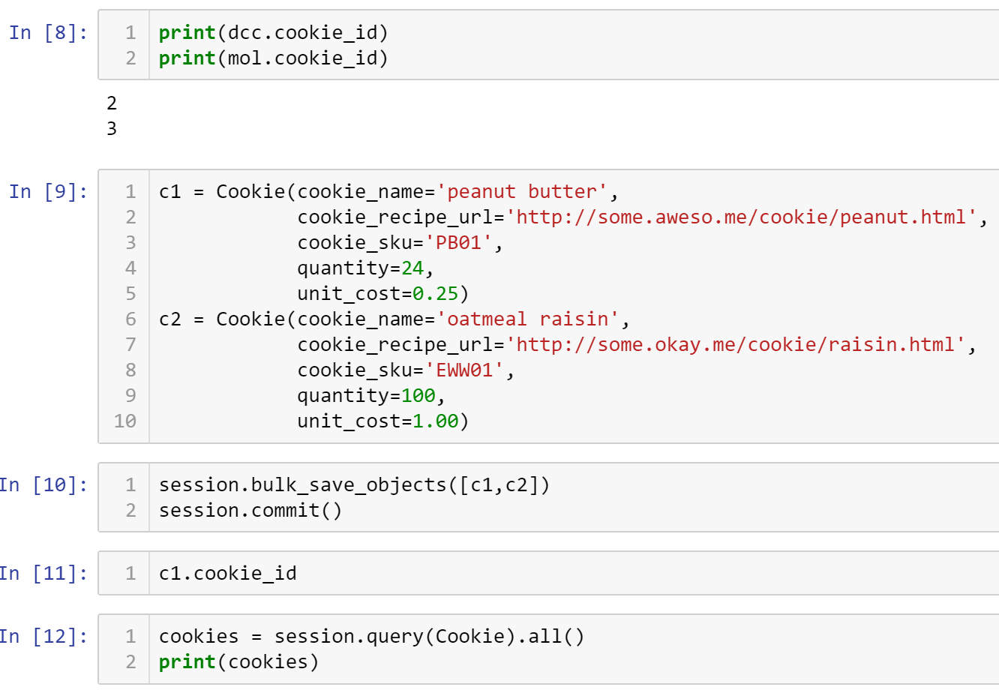 In [8]:
1 print(dcc.cookie_id)
2 print(mol.cookie_id)
2
3
In [9]:
1 c1 = Cookie(cookie_name='peanut butter',
2             cookie_recipe_url='http://some.aweso.me/cookie/peanut.html',
3             cookie_sku='PB01',
4             quantity=24,
5             unit_cost=0.25)
6 c2 = Cookie(cookie_name='oatmeal raisin',
7             cookie_recipe_url='http://some.okay.me/cookie/raisin.html',
8             cookie_sku='EWW01',
9             quantity=100,
10             unit_cost=1.00)
In [10]:
1 session.bulk_save_objects([c1,c2])
2 session.commit()
In [11]:
1 c1.cookie_id
In [12]:
1 cookies = session.query(Cookie).all()
2 print(cookies)